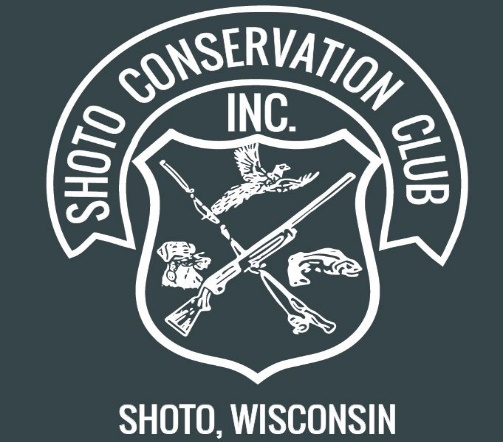 SHOTO CONSERVATION CLUB
INC.
SHOTO, WISCONSIN